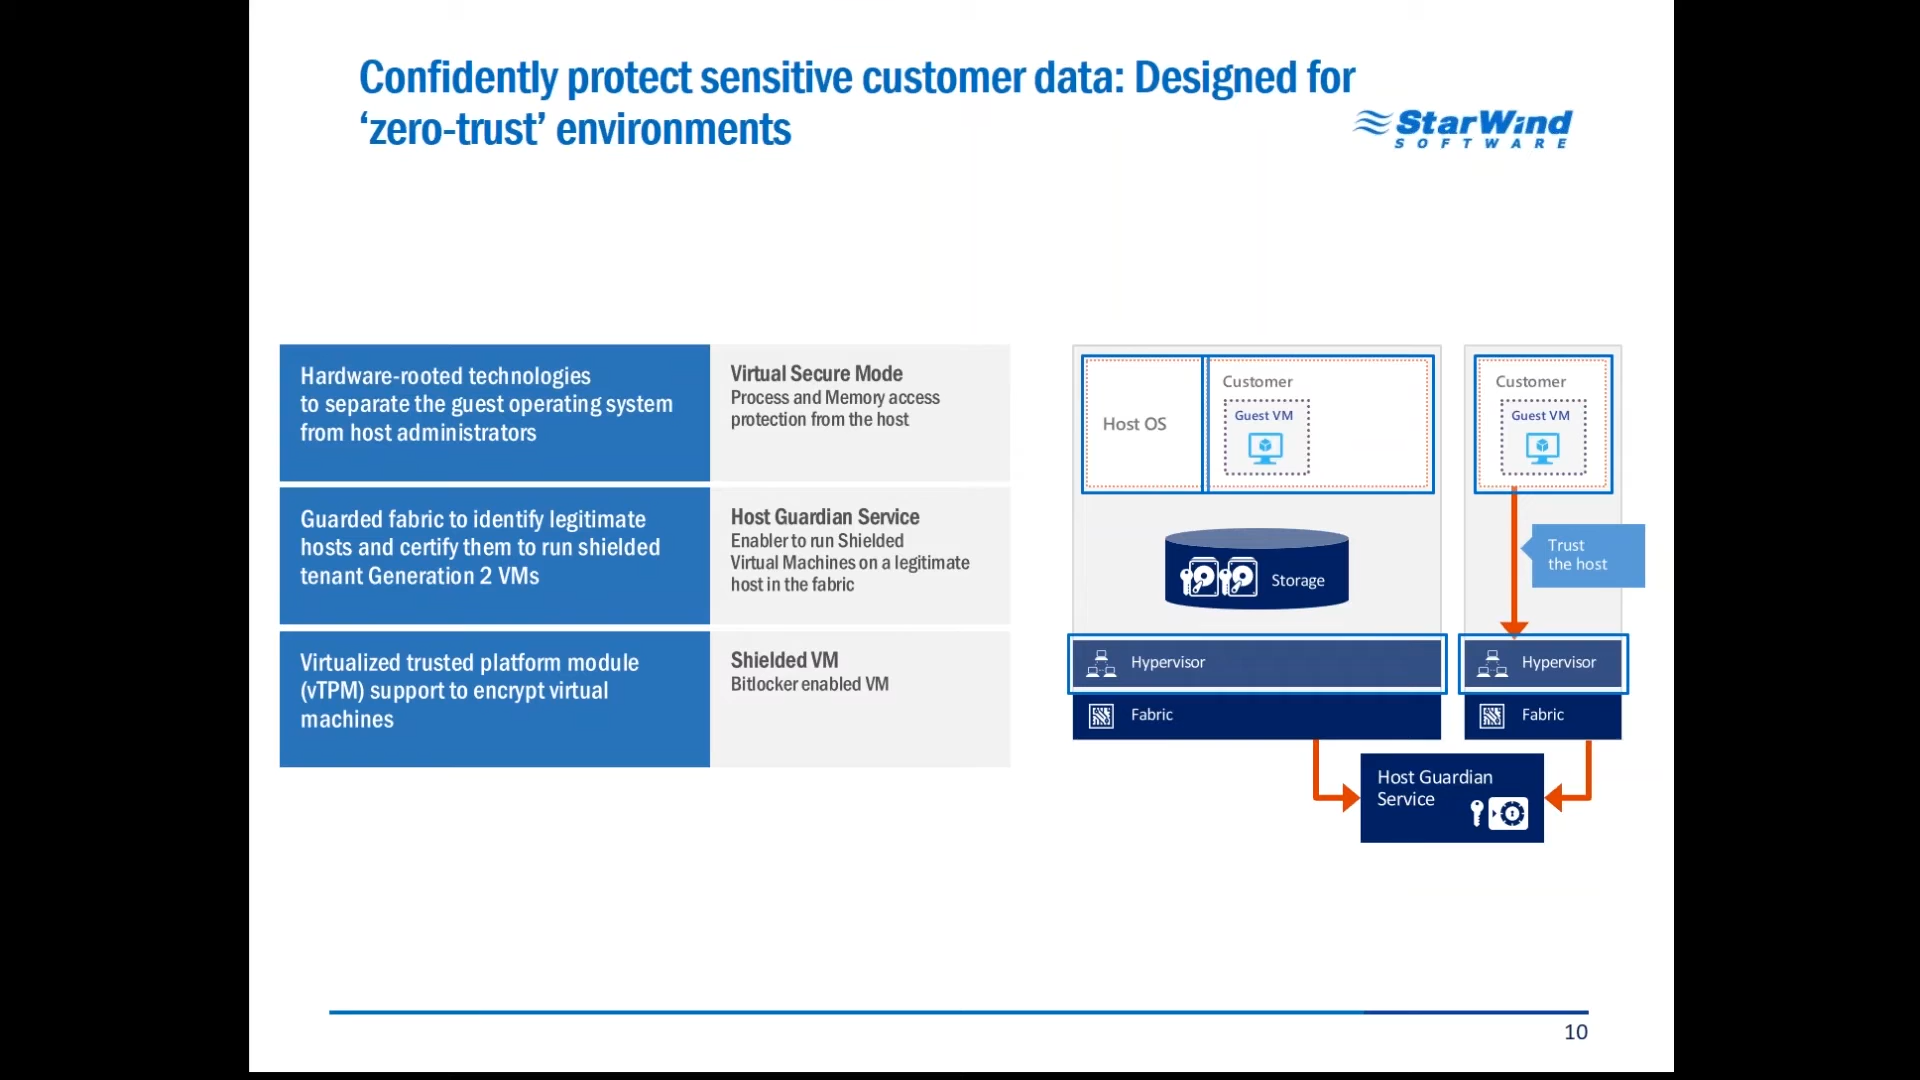 Confidently protect sensitive customer data: Designed for
‘zero-trust’ environments
StarWind
SOFTWARE
Hardware-rooted technologies
to separate the guest operating system
from host administrators
Virtual Secure Mode
Process and Memory access
protection from the host
Guarded fabric to identify legitimate
hosts and certify them to run shielded
tenant Generation 2 VMs
Host Guardian Service
Enabler to run Shielded
Virtual Machines on a legitimate
host in the fabric
Virtualized trusted platform module
(vTPM) support to encrypt virtual
machines
Shielded VM
Bitlocker enabled VM
Host OS
Customer
Guest VM
Storage
Hypervisor
Fabric
Customer
Guest VM
Trust
the host
Hypervisor
Fabric
Host Guardian
Service
10